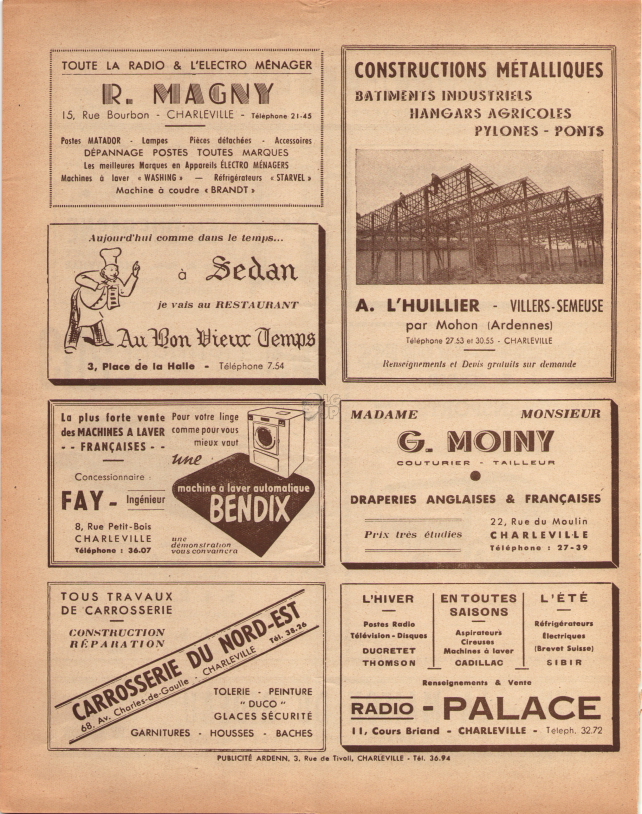 TOUTE LA RADIO & L'ELECTRO MÉNAGER
R. MAGNY
15, Rue Bourbon - CHARLEVILLE - Téléphone 21-45
Postes MATADOR - Lampes Pièces détachées - Accessoires
DÉPANNAGE POSTES TOUTES MARQUES
Les meilleures Marques en Appareils ÉLECTRO MÉNAGERS
Machines à laver « WASHING » — Réfrigérateurs « STARVEL »
Machine à coudre « BRANDT »
CONSTRUCTIONS MÉTALLIQUES
BATIMENTS INDUSTRIELS
HANGARS AGRICOLES
PYLONES - PONTS
A. L'HUILLIER - VILLERS-SEMEUSE
par Mohon (Ardennes)
Téléphone 27.53 et 30.55 - CHARLEVILLE
Renseignements et Devis gratuits sur demande
Aujourd'hui comme dans le temps...
à Sedan
je vais au RESTAURANT
Au Bon Vieux Temps
3, Place de la Halle - Téléphone 7.54
La plus forte vente
des MACHINES A LAVER
- - FRANÇAISES - -
Concessionnaire :
FAY - Ingénieur
8, Rue Petit-Bois
CHARLEVILLE
Téléphone : 36.07
Pour votre linge
comme pour vous
mieux vaut
une
machine à laver automatique
BENDIX
une
démonstration
vous convaincra
MADAME MONSIEUR
G. MOINY
COUTURIER - TAILLEUR
DRAPERIES ANGLAISES & FRANÇAISES
Prix très étudiés
22, Rue du Moulin
CHARLEVILLE
Téléphone : 27-39
TOUS TRAVAUX
DE CARROSSERIE
CONSTRUCTION
RÉPARATION
CARROSSERIE DU NORD-EST
68, Av. Charles-de-Gaulle - CHARLEVILLE - Tél. 38.26
TOLERIE - PEINTURE
" DUCO "
GLACES SÉCURITÉ
GARNITURES - HOUSSES - BACHES
L'HIVER
Postes Radio
Télévision - Disques
DUCRETET
THOMSON
EN TOUTES
SAISONS
Aspirateurs
Cireuses
Machines à laver
CADILLAC
L'ÉTÉ
Réfrigérateurs
Électriques
(Brevet Suisse)
SIBIR
Renseignements & Vente
RADIO - PALACE
11, Cours Briand - CHARLEVILLE - Téleph. 32.72
PUBLICITÉ ARDENN. 3, Rue de Tivoli, CHARLEVILLE - Tél. 36.94